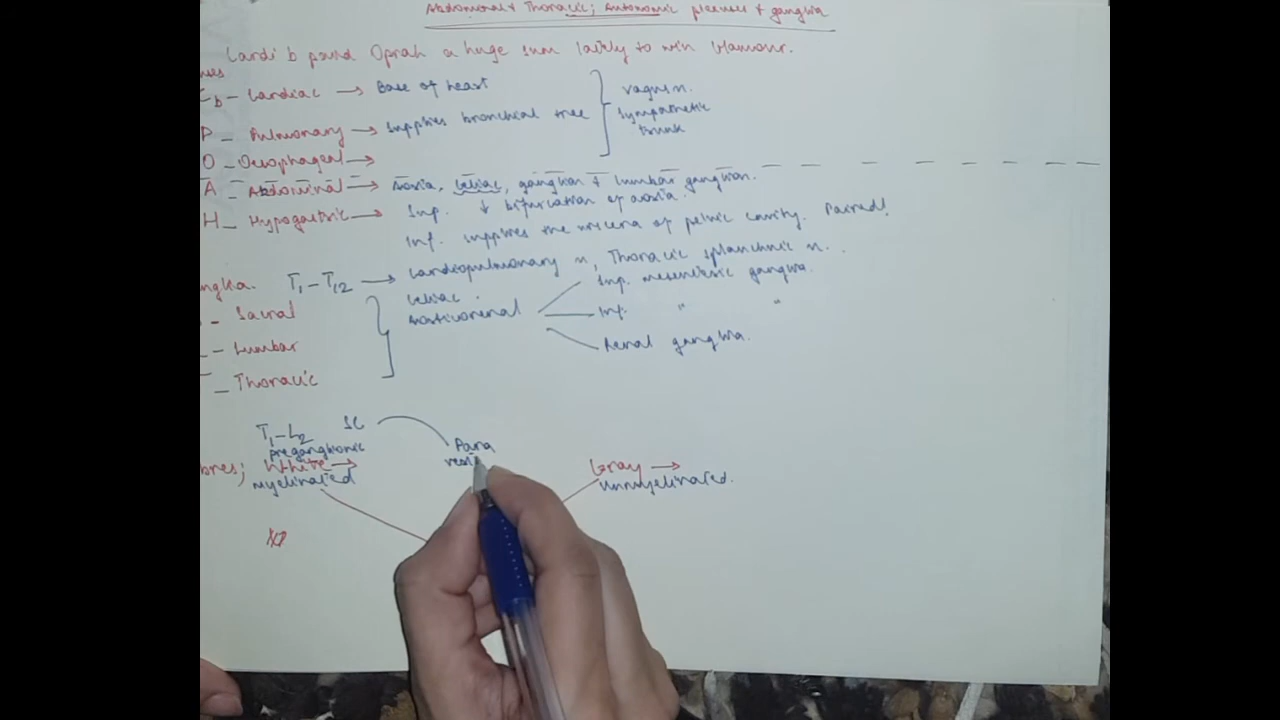 Abdominal & Thoracic; Autonomic plexuses & ganglia
Cardi b paid Oprah a huge sum lately to win Glamour.
uses
Cb - Cardiac → Base of heart
P - Pulmonary → supplies bronchial tree
vagus n.
sympathetic
trunk
O - Oesophageal →
A - Abdominal → Aorta, celiac, ganglion & lumbar ganglion.
H - Hypogastric → Sup. ↓ bifurcation of aorta.
Inf. supplies the viscera of pelvic cavity. Paired!
nglia. T1-T12 → Cardiopulmonary n, Thoracic splanchnic n.
- Sacral
- Lumbar
- Thoracic
Celiac.
Aorticorenal
Sup. mesenteric ganglia.
Inf. " "
Renal ganglia.
T1-L2 SC
preganglionic
White →
myelinated
Para
Gray →
Unmyelinated.